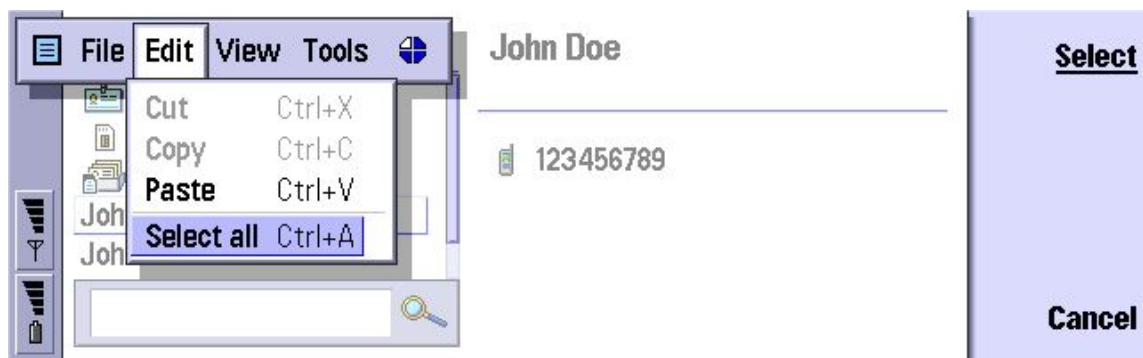 File Edit View Tools
Cut Ctrl+X
Copy Ctrl+C
Paste Ctrl+V
Select all Ctrl+A
Joh
Joh
John Doe
123456789
Select
Cancel